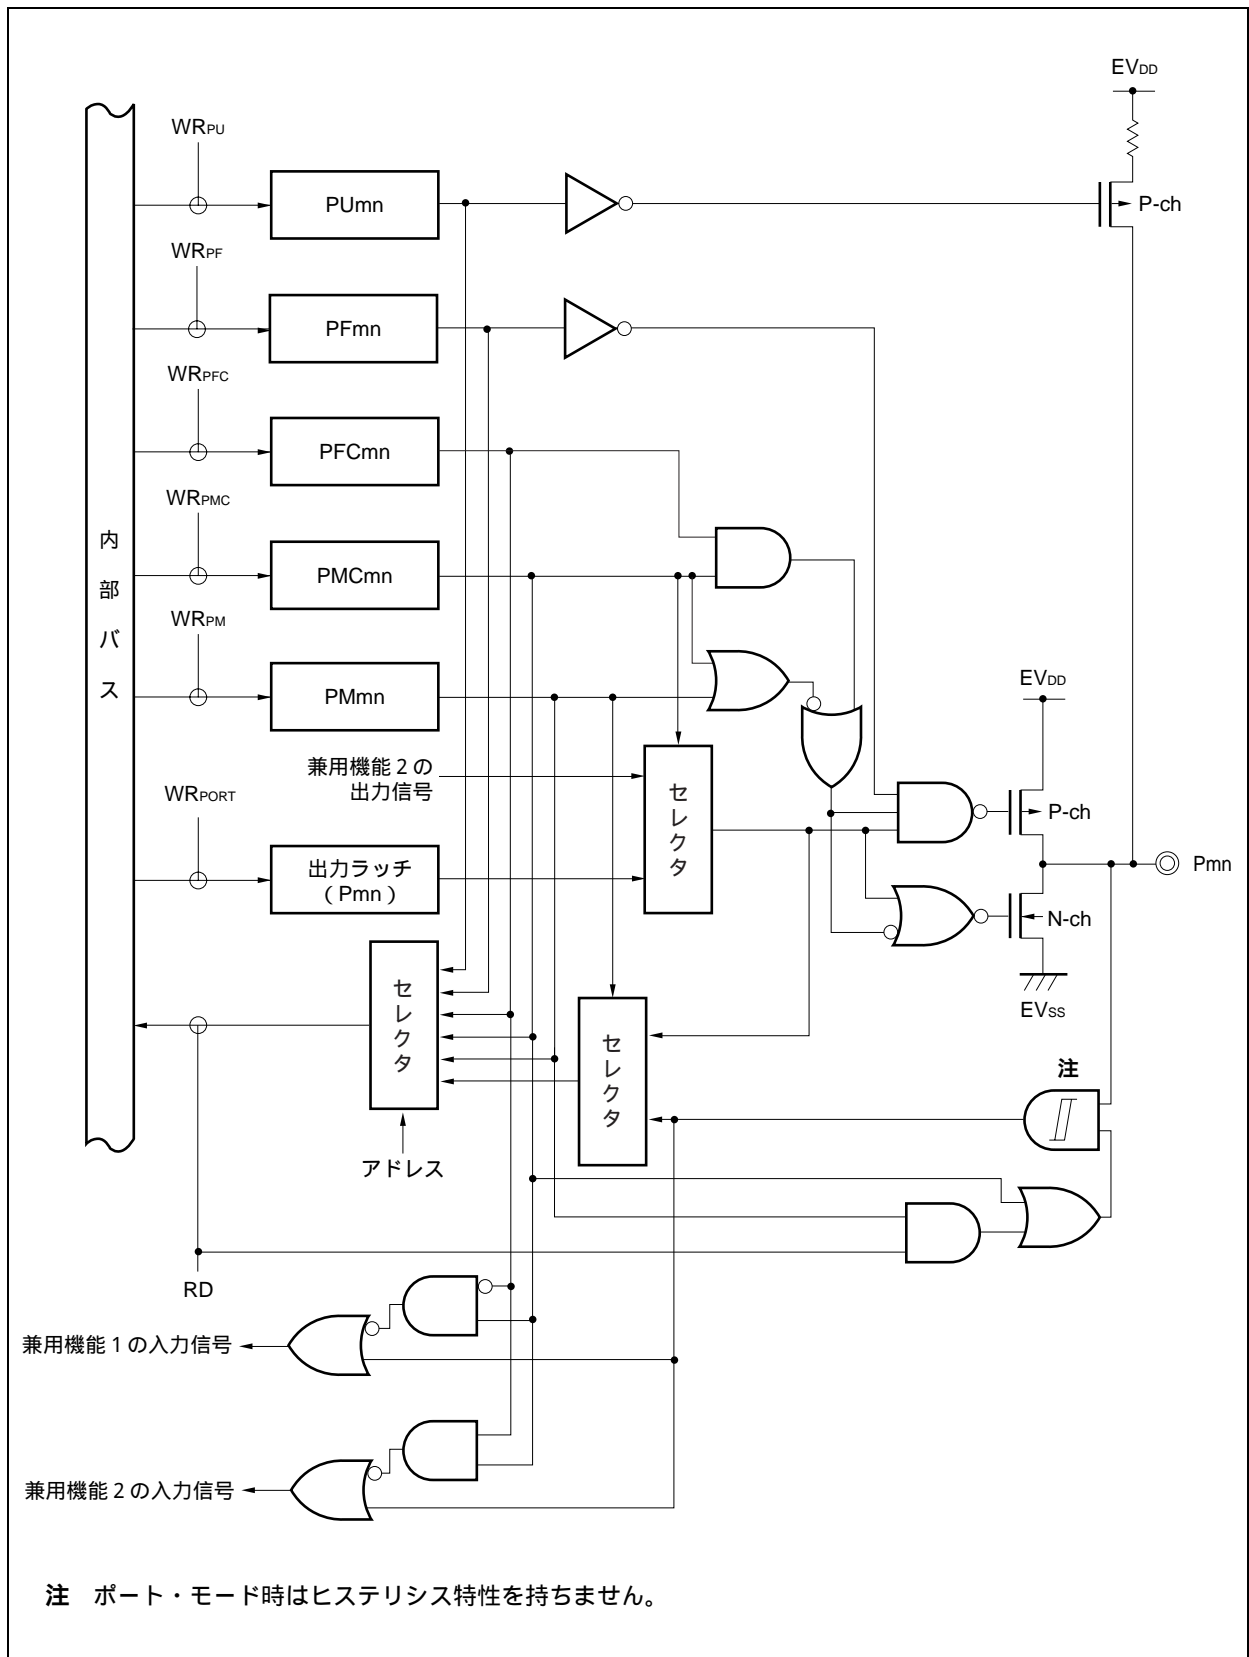 EVDD
WRPU
PUmn
P-ch
WRPF
PFmn
WRPFC
PFCmn
WRPMC
PMCmn
内部バス
WRPM
PMmn
EVDD
兼用機能2の
出力信号
セレクタ
WRPORT
P-ch
出力ラッチ
(Pmn)
Pmn
N-ch
セレクタ
セレクタ
EVSS
注
アドレス
RD
兼用機能1の入力信号
兼用機能2の入力信号
注 ポート・モード時はヒステリシス特性を持ちません。